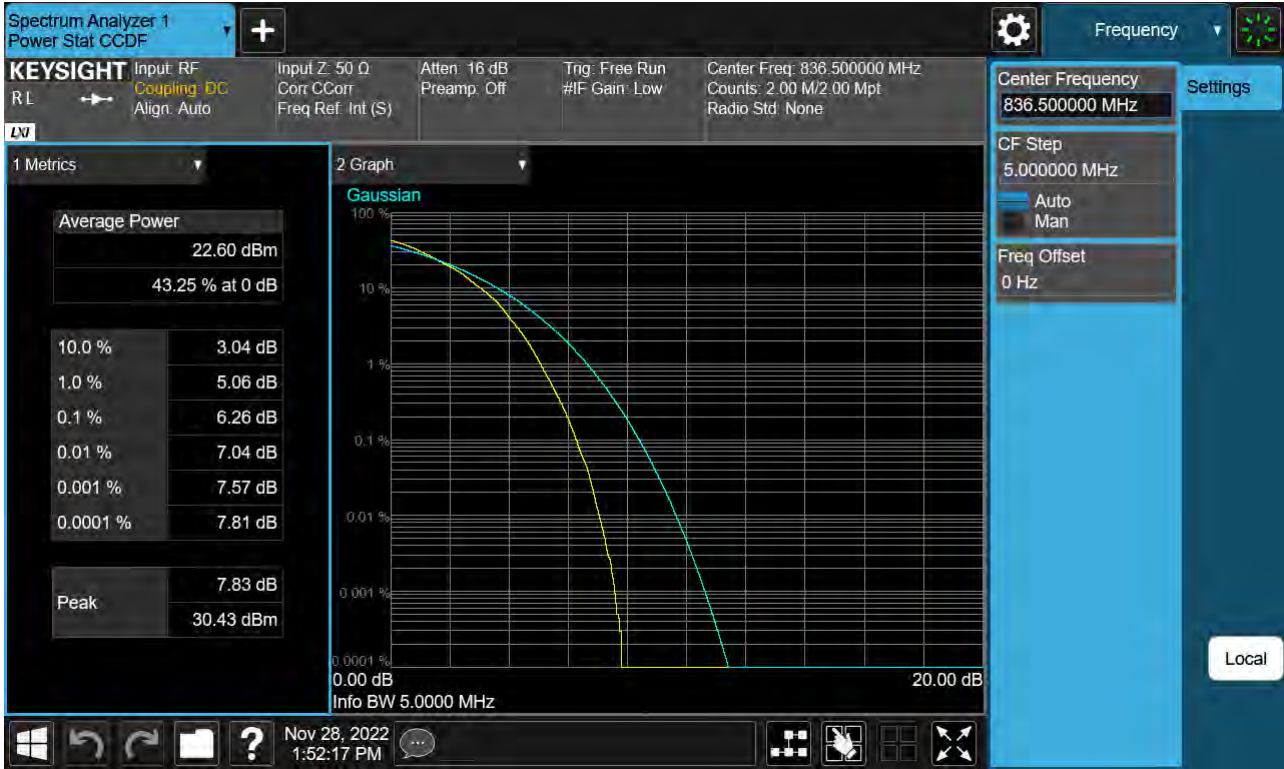 Spectrum Analyzer 1
Power Stat CCDF
Frequency
KEYSIGHT
R L
LXI
Input: RF
Coupling: DC
Align: Auto
Input Z: 50 Ω
Corr CCorr
Freq Ref: Int (S)
Atten: 16 dB
Preamp: Off
Trig: Free Run
#IF Gain: Low
Center Freq: 836.500000 MHz
Counts: 2.00 M/2.00 Mpt
Radio Std: None
1 Metrics
Average Power
22.60 dBm
43.25 % at 0 dB
10.0 % 3.04 dB
1.0 % 5.06 dB
0.1 % 6.26 dB
0.01 % 7.04 dB
0.001 % 7.57 dB
0.0001 % 7.81 dB
Peak
7.83 dB
30.43 dBm
2 Graph
Gaussian
100 %
10 %
1 %
0.1 %
0.01 %
0.001 %
0.0001 %
0.00 dB 20.00 dB
Info BW 5.0000 MHz
Center Frequency
836.500000 MHz
CF Step
5.000000 MHz
Auto
Man
Freq Offset
0 Hz
Settings
Local
?
Nov 28, 2022
1:52:17 PM